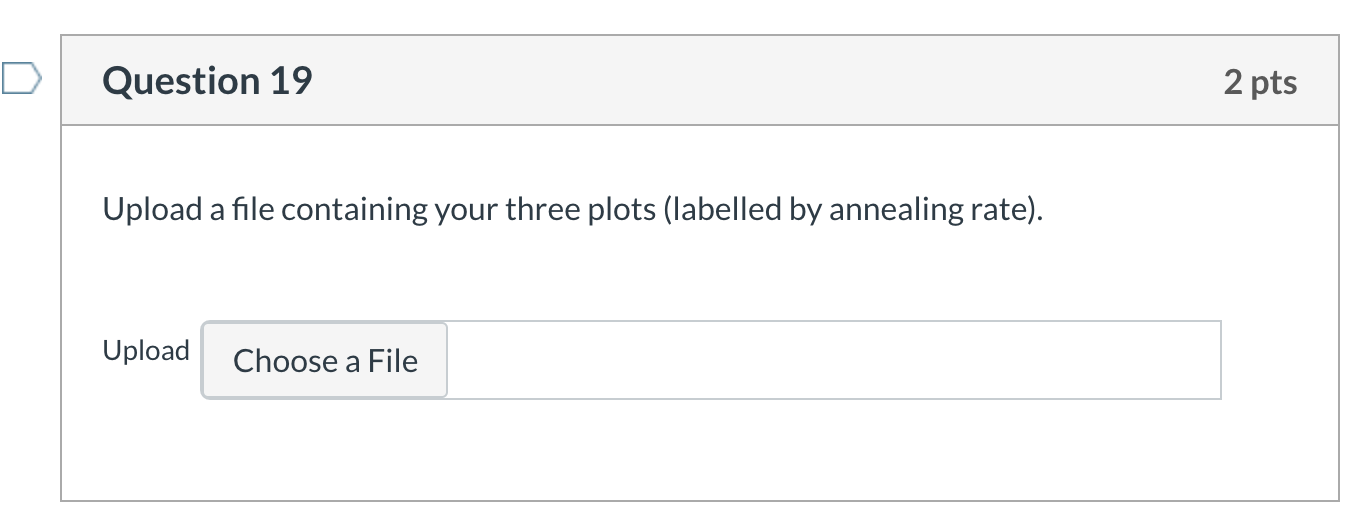 Question 19
2 pts
Upload a file containing your three plots (labelled by annealing rate).
Upload
Choose a File